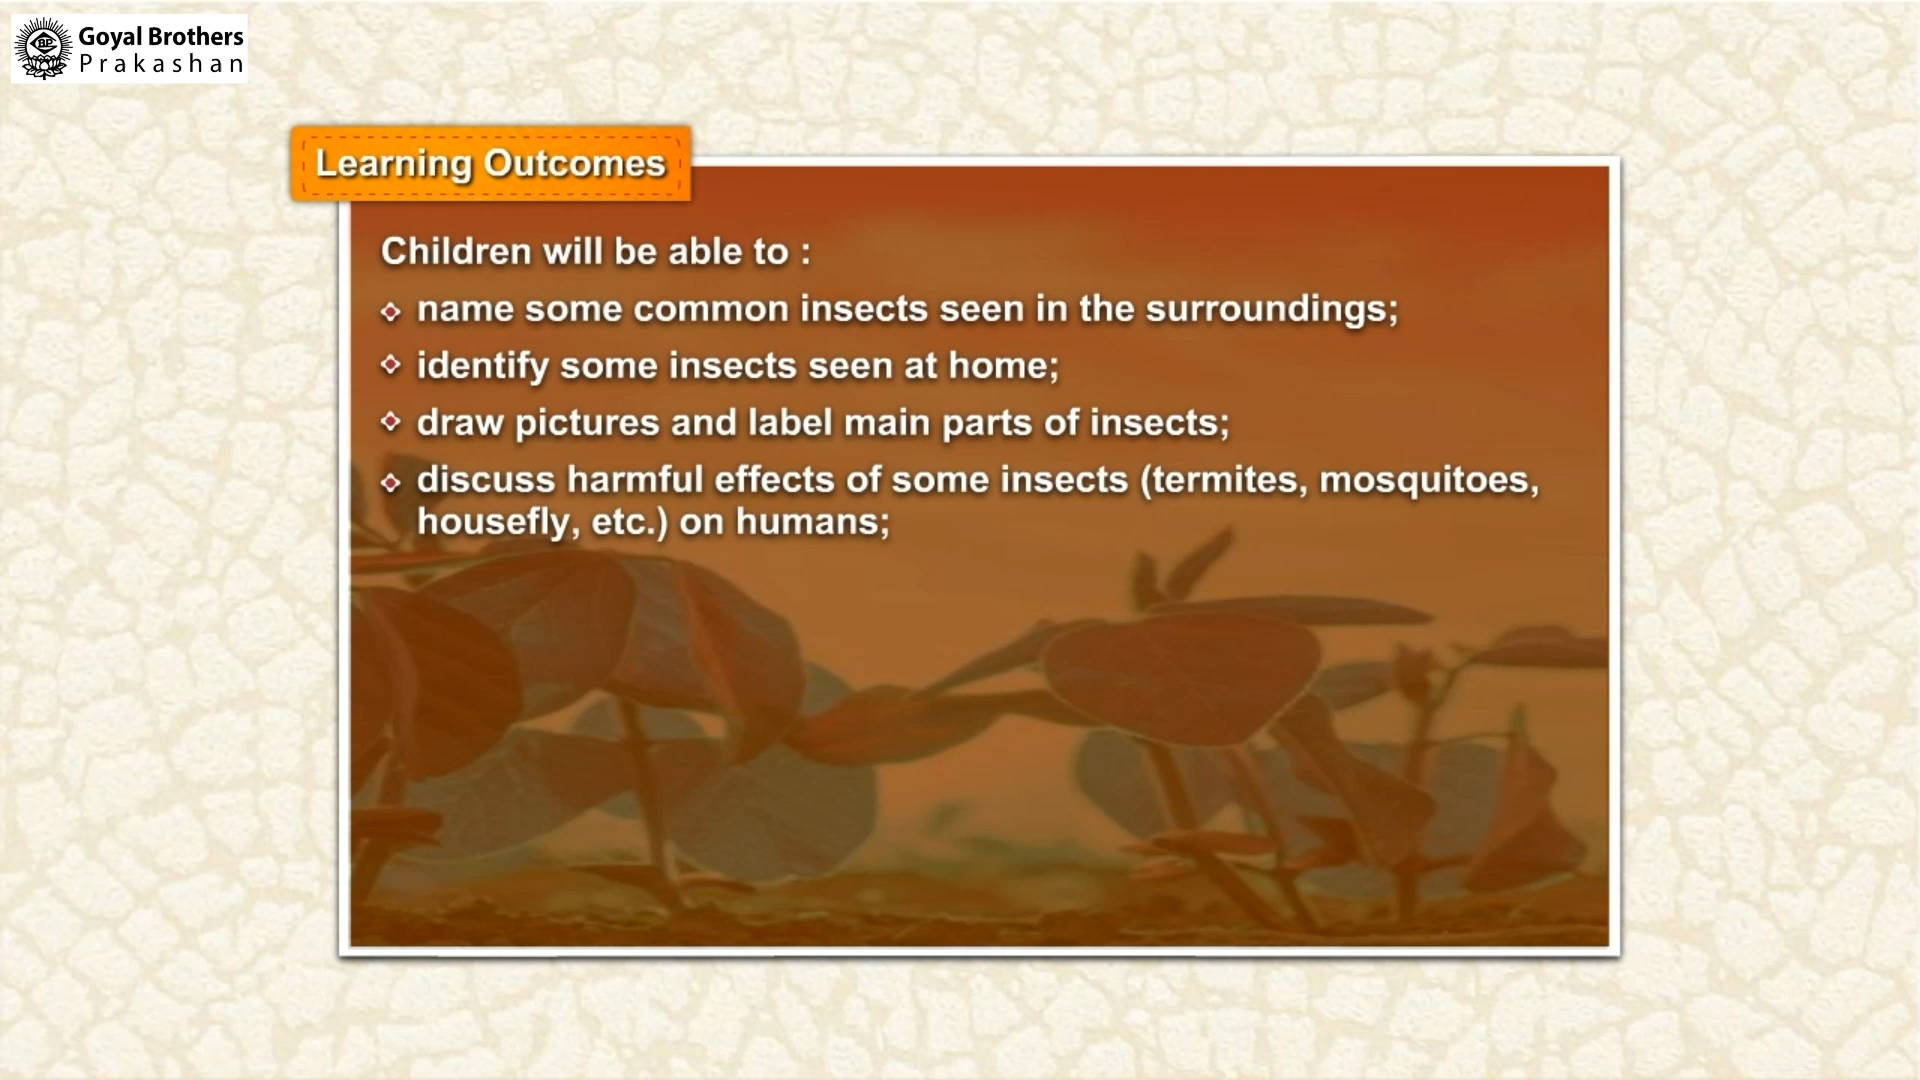 Goyal Brothers
Prakashan
Learning Outcomes
Children will be able to :
name some common insects seen in the surroundings;
identify some insects seen at home;
draw pictures and label main parts of insects;
discuss harmful effects of some insects (termites, mosquitoes,
housefly, etc.) on humans;